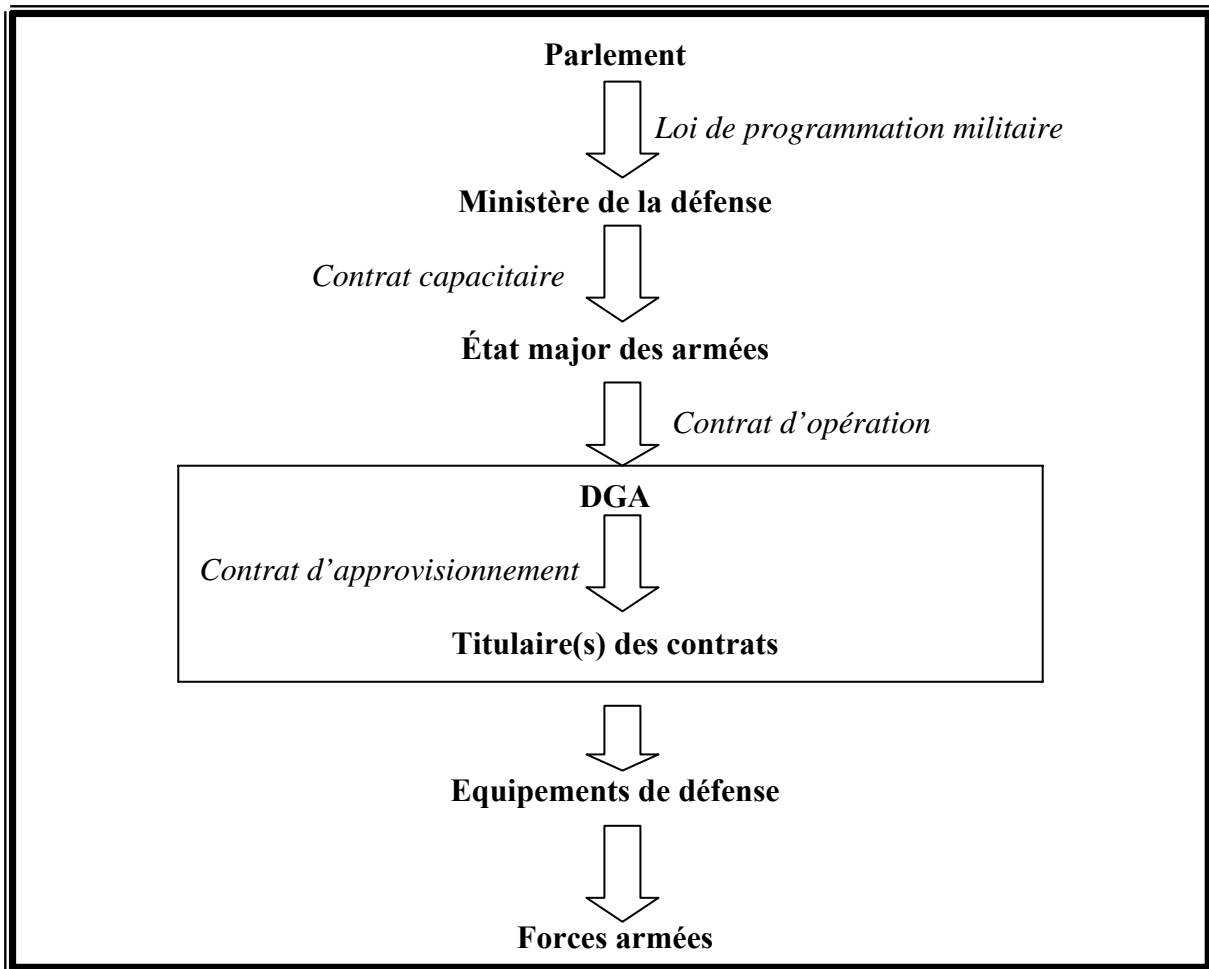 Parlement
Loi de programmation militaire
Ministère de la défense
Contrat capacitaire
État major des armées
Contrat d’opération
DGA
Contrat d’approvisionnement
Titulaire(s) des contrats
Equipements de défense
Forces armées